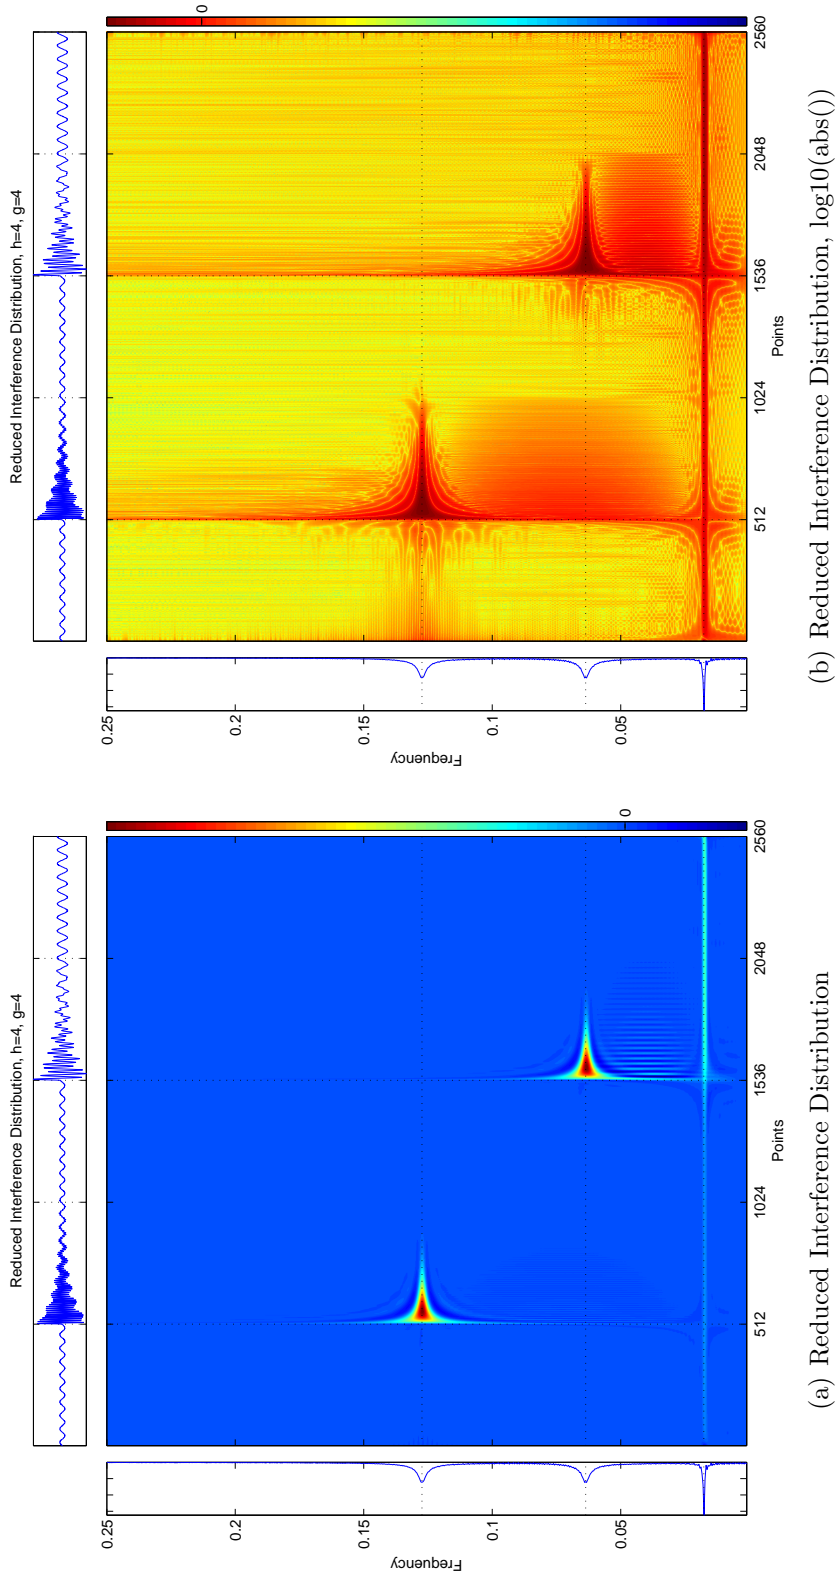 Reduced Interference Distribution, h=4, g=4
0
0.25
0.2
0.15
0.1
0.05
Frequency
512
1024
1536
2048
2560
Points
(a) Reduced Interference Distribution
Reduced Interference Distribution, h=4, g=4
0
0.25
0.2
0.15
0.1
0.05
Frequency
512
1024
1536
2048
2560
Points
(b) Reduced Interference Distribution, log10(abs())